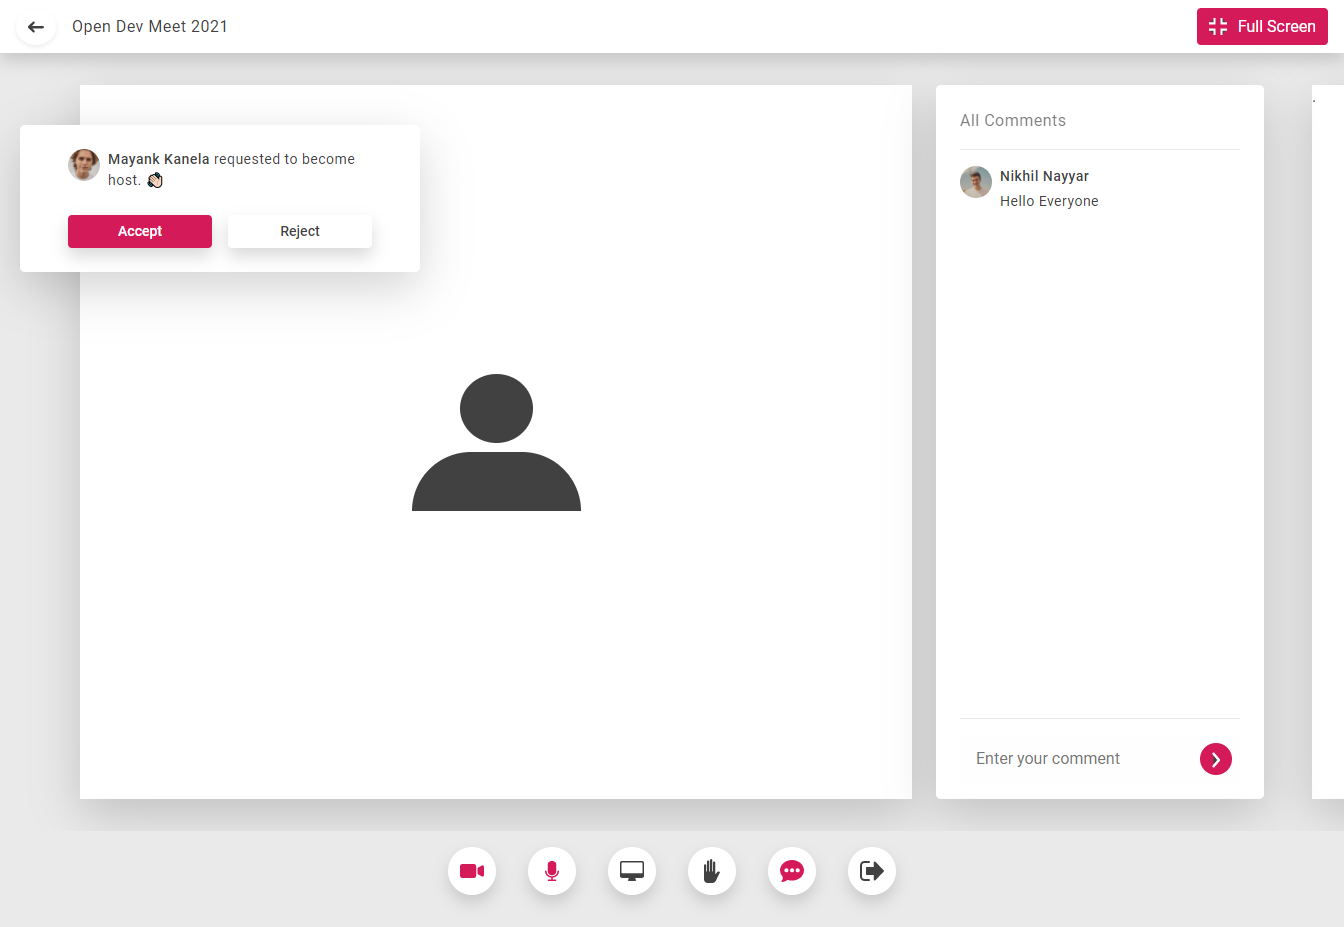 Open Dev Meet 2021
Full Screen
Mayank Kanela requested to become
host.
Accept
Reject
All Comments
Nikhil Nayyar
Hello Everyone
Enter your comment
.